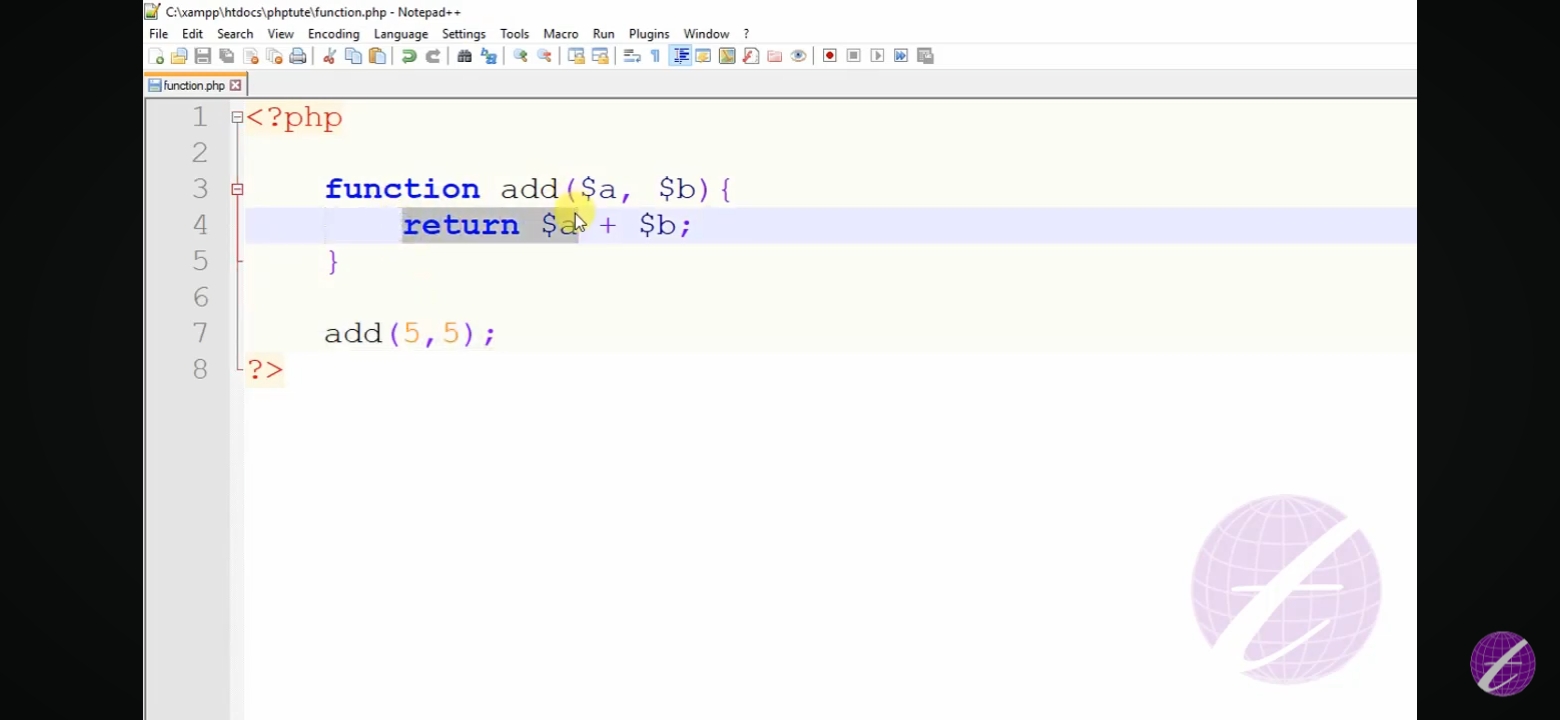 C:\xampp\htdocs\phptute\function.php - Notepad++
File Edit Search View Encoding Language Settings Tools Macro Run Plugins Window ?
function.php
1 <?php
2
3 function add($a, $b){
4 return $a + $b;
5 }
6
7 add(5,5);
8 ?>